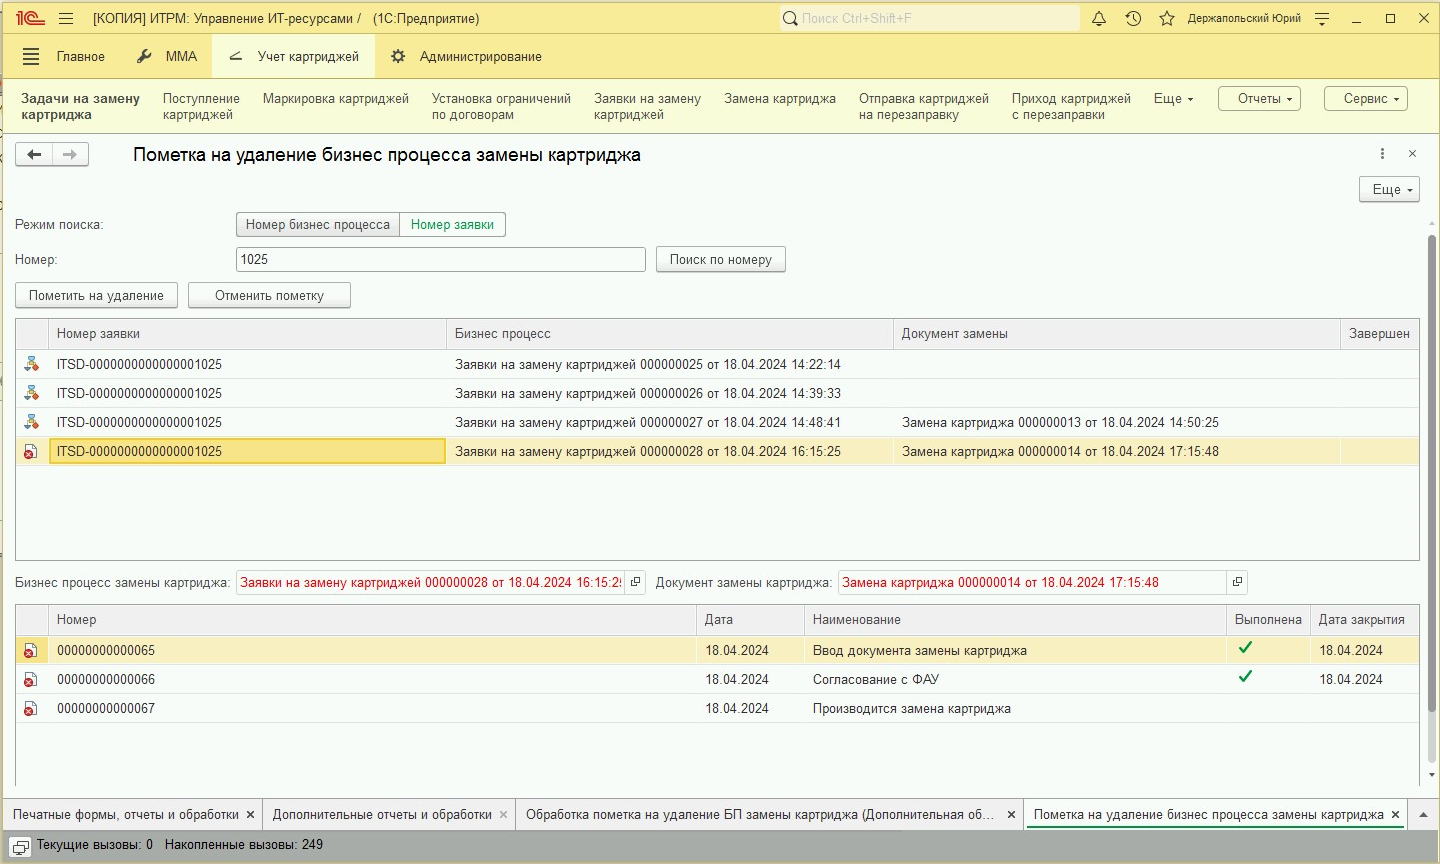 1С [КОПИЯ] ИТРМ: Управление ИТ-ресурсами / (1С:Предприятие) Поиск Ctrl+Shift+F Держапольский Юрий
Главное ММА Учет картриджей Администрирование
Задачи на замену картриджа Поступление картриджей Маркировка картриджей Установка ограничений по договорам Заявки на замену картриджей Замена картриджа Отправка картриджей на перезаправку Приход картриджей с перезаправки Еще Отчеты Сервис
Пометка на удаление бизнес процесса замены картриджа
Еще
Режим поиска: Номер бизнес процесса Номер заявки
Номер: 1025 Поиск по номеру
Пометить на удаление Отменить пометку
Номер заявки Бизнес процесс Документ замены Завершен
ITSD-0000000000000001025 Заявки на замену картриджей 000000025 от 18.04.2024 14:22:14
ITSD-0000000000000001025 Заявки на замену картриджей 000000026 от 18.04.2024 14:39:33
ITSD-0000000000000001025 Заявки на замену картриджей 000000027 от 18.04.2024 14:48:41 Замена картриджа 000000013 от 18.04.2024 14:50:25
ITSD-0000000000000001025 Заявки на замену картриджей 000000028 от 18.04.2024 16:15:25 Замена картриджа 000000014 от 18.04.2024 17:15:48
Бизнес процесс замены картриджа: Заявки на замену картриджей 000000028 от 18.04.2024 16:15:25 Документ замены картриджа: Замена картриджа 000000014 от 18.04.2024 17:15:48
Номер Дата Наименование Выполнена Дата закрытия
00000000000065 18.04.2024 Ввод документа замены картриджа 18.04.2024
00000000000066 18.04.2024 Согласование с ФАУ 18.04.2024
00000000000067 18.04.2024 Производится замена картриджа
Печатные формы, отчеты и обработки Дополнительные отчеты и обработки Обработка пометка на удаление БП замены картриджа (Дополнительная об... Пометка на удаление бизнес процесса замены картриджа
Текущие вызовы: 0 Накопленные вызовы: 249